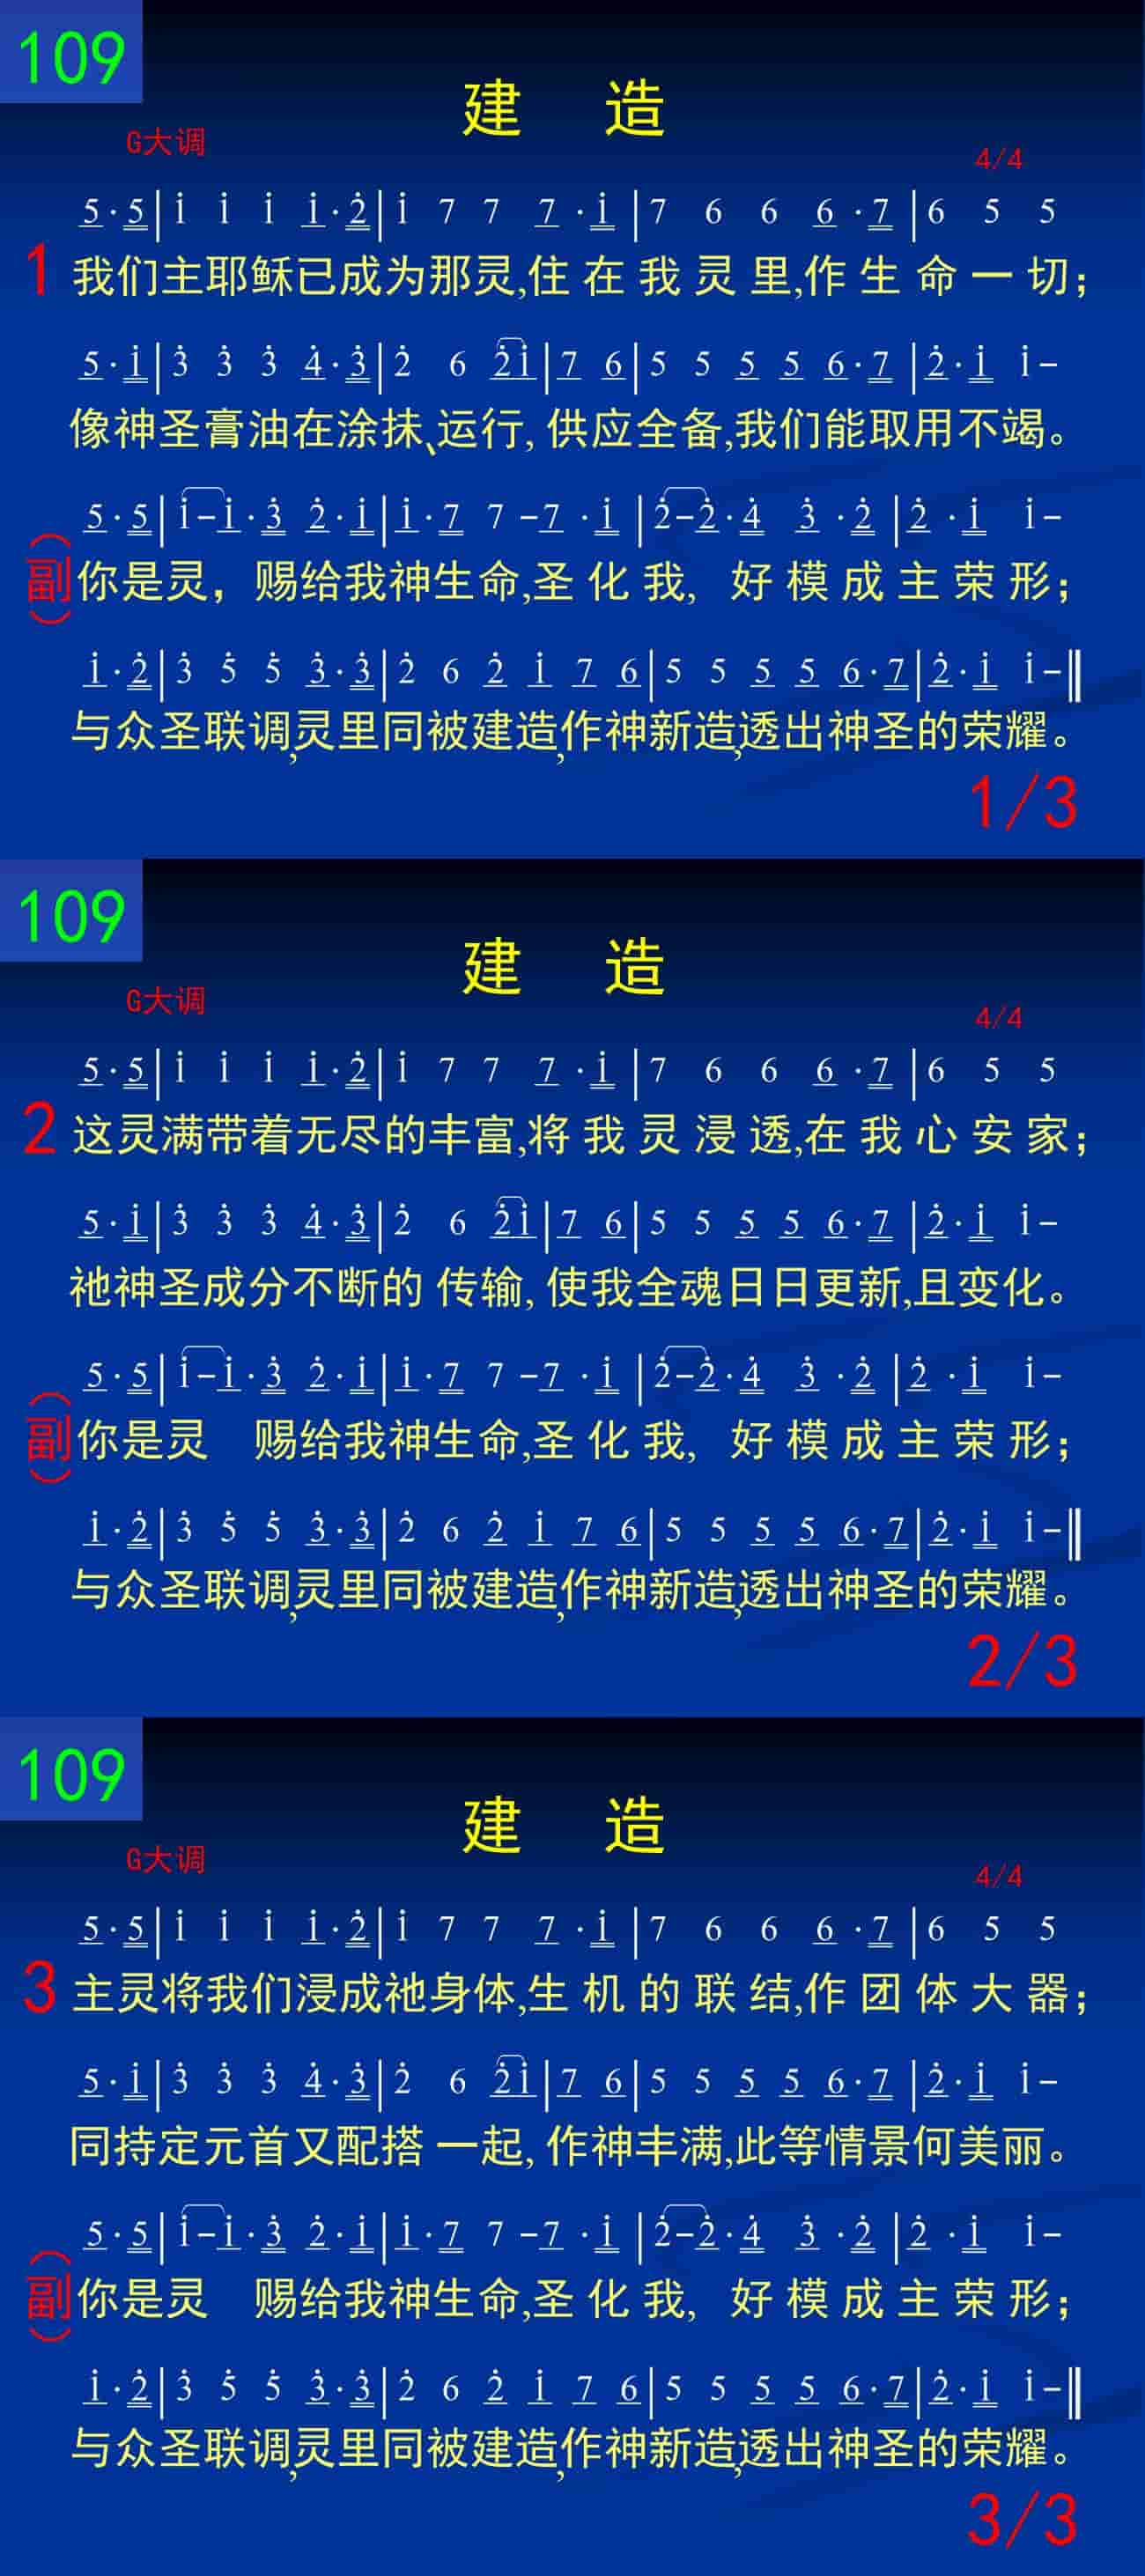 109
建 造
G大调
4/4
5·5|i i i i·2̇|i 7 7 7·i|7 6 6 6·7|6 5 5
1 我们主耶稣已成为那灵,住在我灵里,作生命一切;
5·i|3̇ 3̇ 3̇ 4̇·3̇|2̇ 6 2̇i|7 6|5 5 5 5 6·7|2̇·i i-
像神圣膏油在涂抹、运行,供应全备,我们能取用不竭。
5·5|i-i·3̇ 2̇·i|i·7 7-7·i|2̇-2̇·4̇ 3̇·2̇|2̇·i i-
(副)你是灵,赐给我神生命,圣化我,好模成主荣形;
i·2̇|3̇ 5̇ 5̇ 3̇·3̇|2̇ 6 2̇ i 7 6|5 5 5 5 6·7|2̇·i i-‖
与众圣联调,灵里同被建造,作神新造,透出神圣的荣耀。
1/3
109
建 造
G大调
4/4
5·5|i i i i·2̇|i 7 7 7·i|7 6 6 6·7|6 5 5
2 这灵满带着无尽的丰富,将我灵浸透,在我心安家;
5·i|3̇ 3̇ 3̇ 4̇·3̇|2̇ 6 2̇i|7 6|5 5 5 5 6·7|2̇·i i-
祂神圣成分不断的传输,使我全魂日日更新,且变化。
5·5|i-i·3̇ 2̇·i|i·7 7-7·i|2̇-2̇·4̇ 3̇·2̇|2̇·i i-
(副)你是灵 赐给我神生命,圣化我,好模成主荣形;
i·2̇|3̇ 5̇ 5̇ 3̇·3̇|2̇ 6 2̇ i 7 6|5 5 5 5 6·7|2̇·i i-‖
与众圣联调,灵里同被建造,作神新造,透出神圣的荣耀。
2/3
109
建 造
G大调
4/4
5·5|i i i i·2̇|i 7 7 7·i|7 6 6 6·7|6 5 5
3 主灵将我们浸成祂身体,生机的联结,作团体大器;
5·i|3̇ 3̇ 3̇ 4̇·3̇|2̇ 6 2̇i|7 6|5 5 5 5 6·7|2̇·i i-
同持定元首又配搭一起,作神丰满,此等情景何美丽。
5·5|i-i·3̇ 2̇·i|i·7 7-7·i|2̇-2̇·4̇ 3̇·2̇|2̇·i i-
(副)你是灵 赐给我神生命,圣化我,好模成主荣形;
i·2̇|3̇ 5̇ 5̇ 3̇·3̇|2̇ 6 2̇ i 7 6|5 5 5 5 6·7|2̇·i i-‖
与众圣联调,灵里同被建造,作神新造,透出神圣的荣耀。
3/3